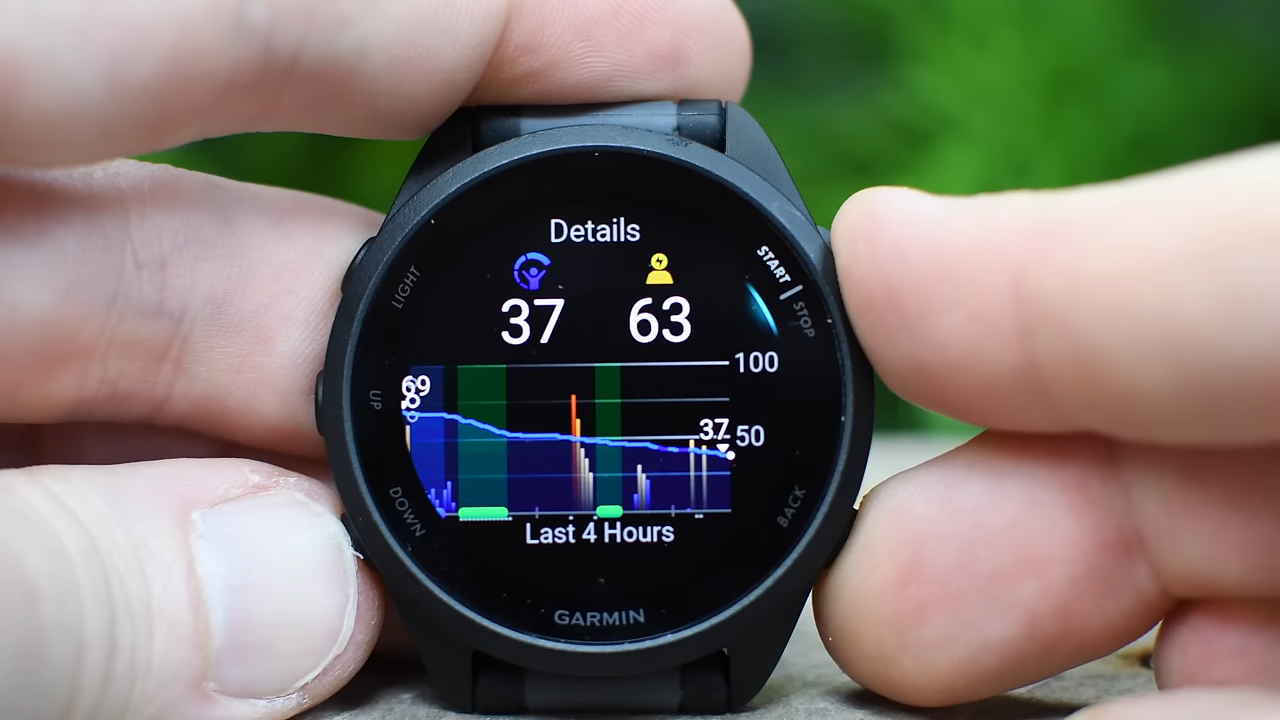 Details
START
STOP
LIGHT
37 63
100
69
UP
37 50
DOWN
BACK
Last 4 Hours
GARMIN